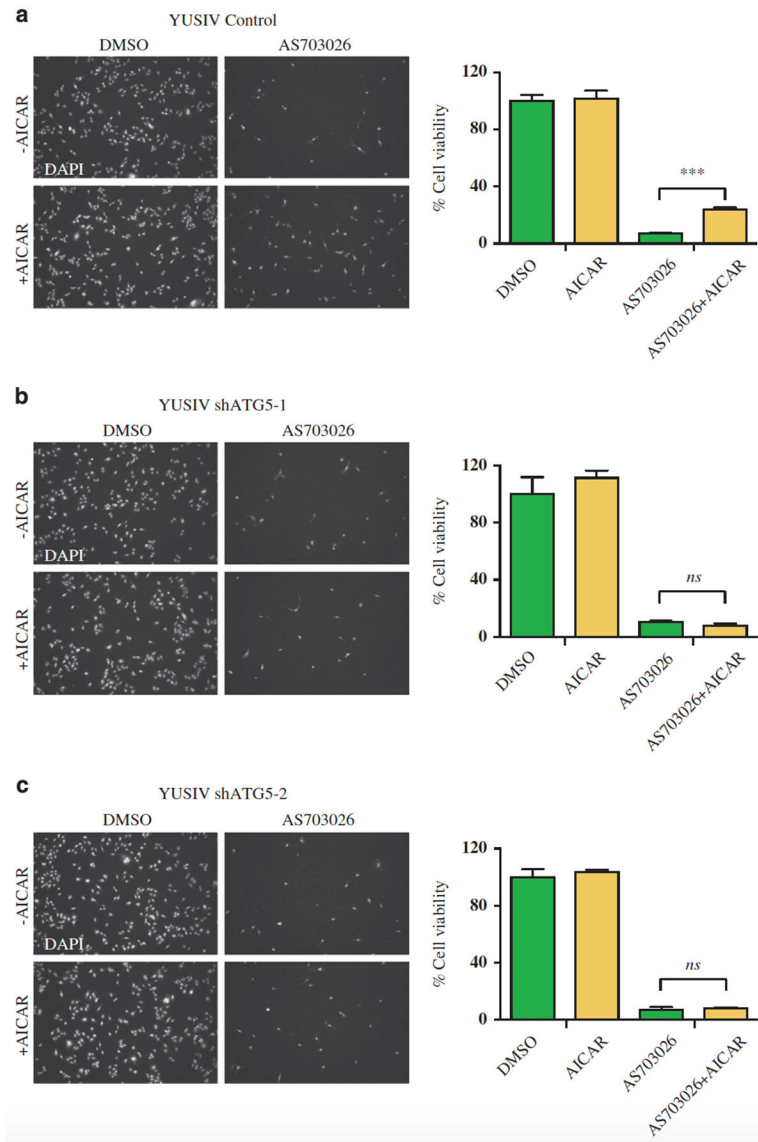 a
YUSIV Control
DMSO AS703026
-AICAR
DAPI
+AICAR
% Cell viability
120
80
40
0
***
DMSO
AICAR
AS703026
AS703026+AICAR
b
YUSIV shATG5-1
DMSO AS703026
-AICAR
DAPI
+AICAR
% Cell viability
120
80
40
0
ns
DMSO
AICAR
AS703026
AS703026+AICAR
c
YUSIV shATG5-2
DMSO AS703026
-AICAR
DAPI
+AICAR
% Cell viability
120
80
40
0
ns
DMSO
AICAR
AS703026
AS703026+AICAR